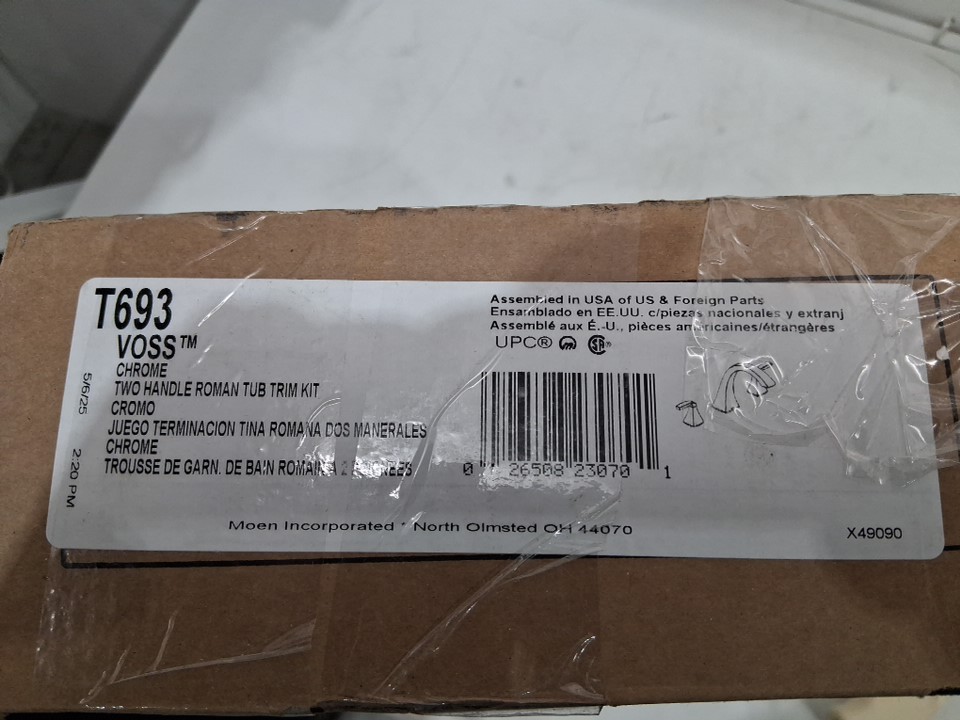 T693
VOSS™
CHROME
TWO HANDLE ROMAN TUB TRIM KIT
CROMO
JUEGO TERMINACION TINA ROMANA DOS MANERALES
CHROME
TROUSSE DE GARN. DE BAIN ROMAIN À 2
Assembled in USA of US & Foreign Parts
Ensamblado en EE.UU. c/piezas nacionales y extranj
Assemblé aux É.-U., pièces américaines/étrangères
UPC®
0 26508 23070 1
5/6/25 2:20 PM
Moen Incorporated * North Olmsted OH 44070
X49090